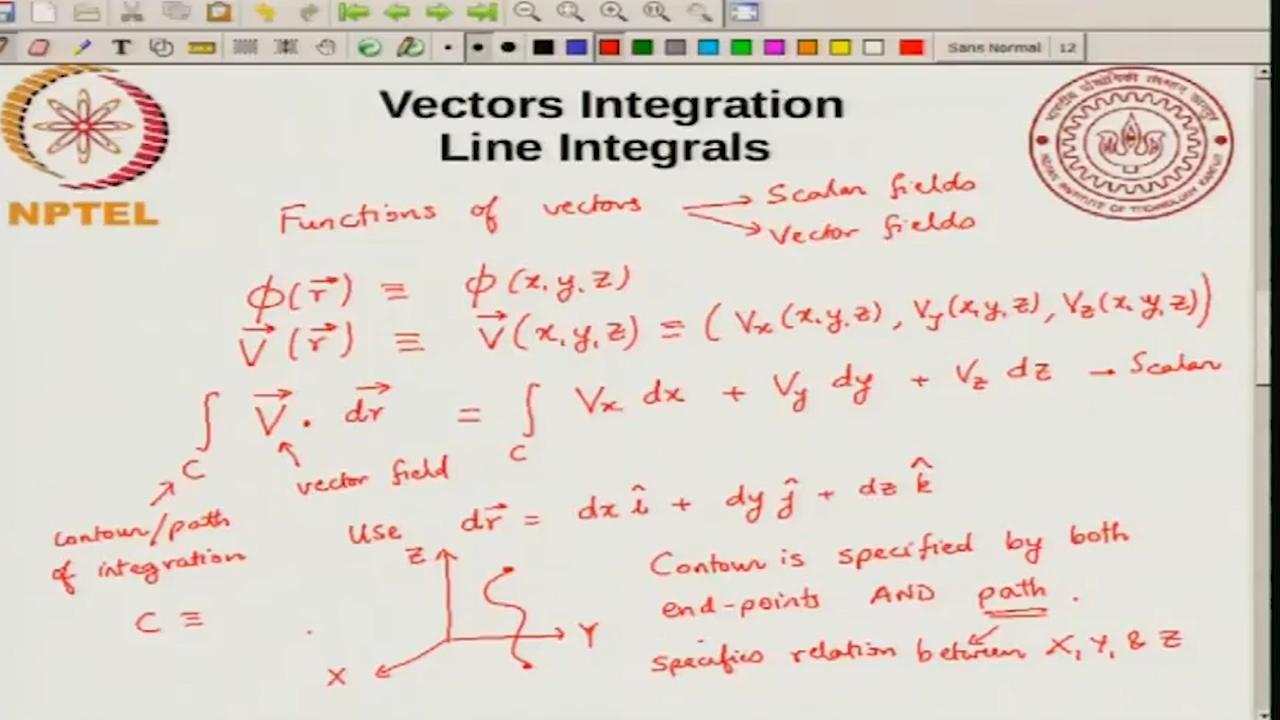 Sans Normal 12
Vectors Integration
Line Integrals
NPTEL
Functions of vectors → Scalar fields
→ Vector fields
ϕ(r⃗) ≡ ϕ(x,y,z)
V⃗(r⃗) ≡ V⃗(x,y,z) = (Vx(x,y,z), Vy(x,y,z), Vz(x,y,z))
∫C V⃗ · dr⃗ = ∫C Vx dx + Vy dy + Vz dz → Scalar
vector field
contour/path
of integration
Use dr⃗ = dx î + dy ĵ + dz k̂
C ≡
Z
Y
X
Contour is specified by both
end-points AND path .
specifies relation between X, Y, & Z